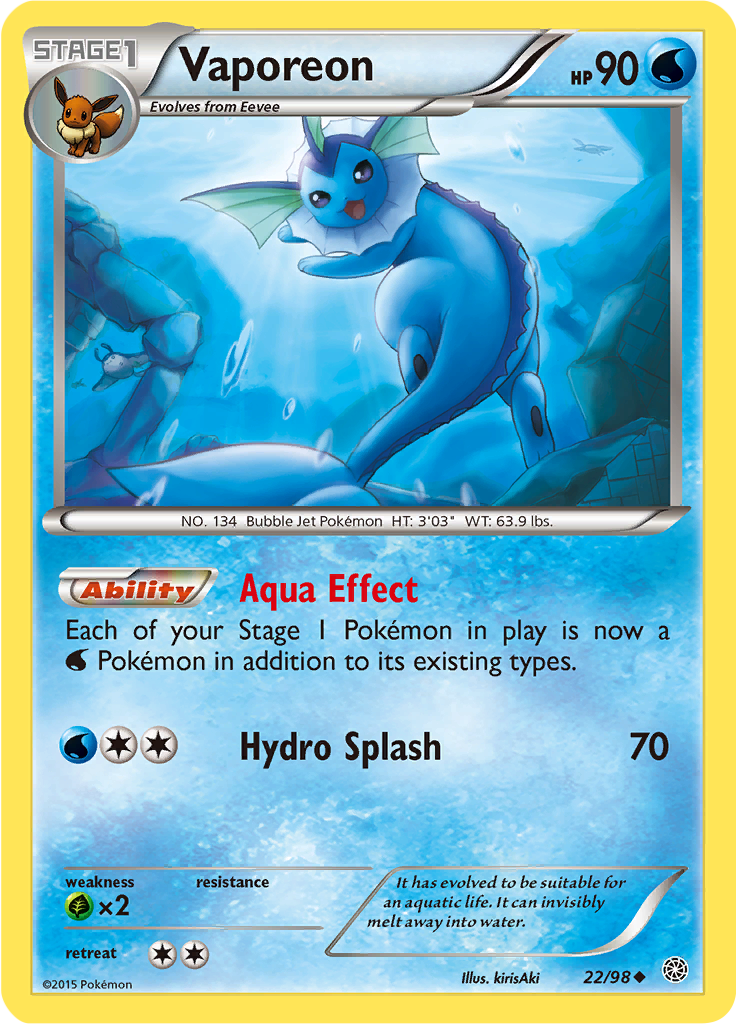 STAGE1
Vaporeon
HP90
Evolves from Eevee
NO. 134 Bubble Jet Pokémon HT: 3'03" WT: 63.9 lbs.
Ability Aqua Effect
Each of your Stage 1 Pokémon in play is now a
Pokémon in addition to its existing types.
Hydro Splash 70
weakness resistance
×2
It has evolved to be suitable for
an aquatic life. It can invisibly
melt away into water.
retreat
©2015 Pokémon
Illus. kirisAki
22/98